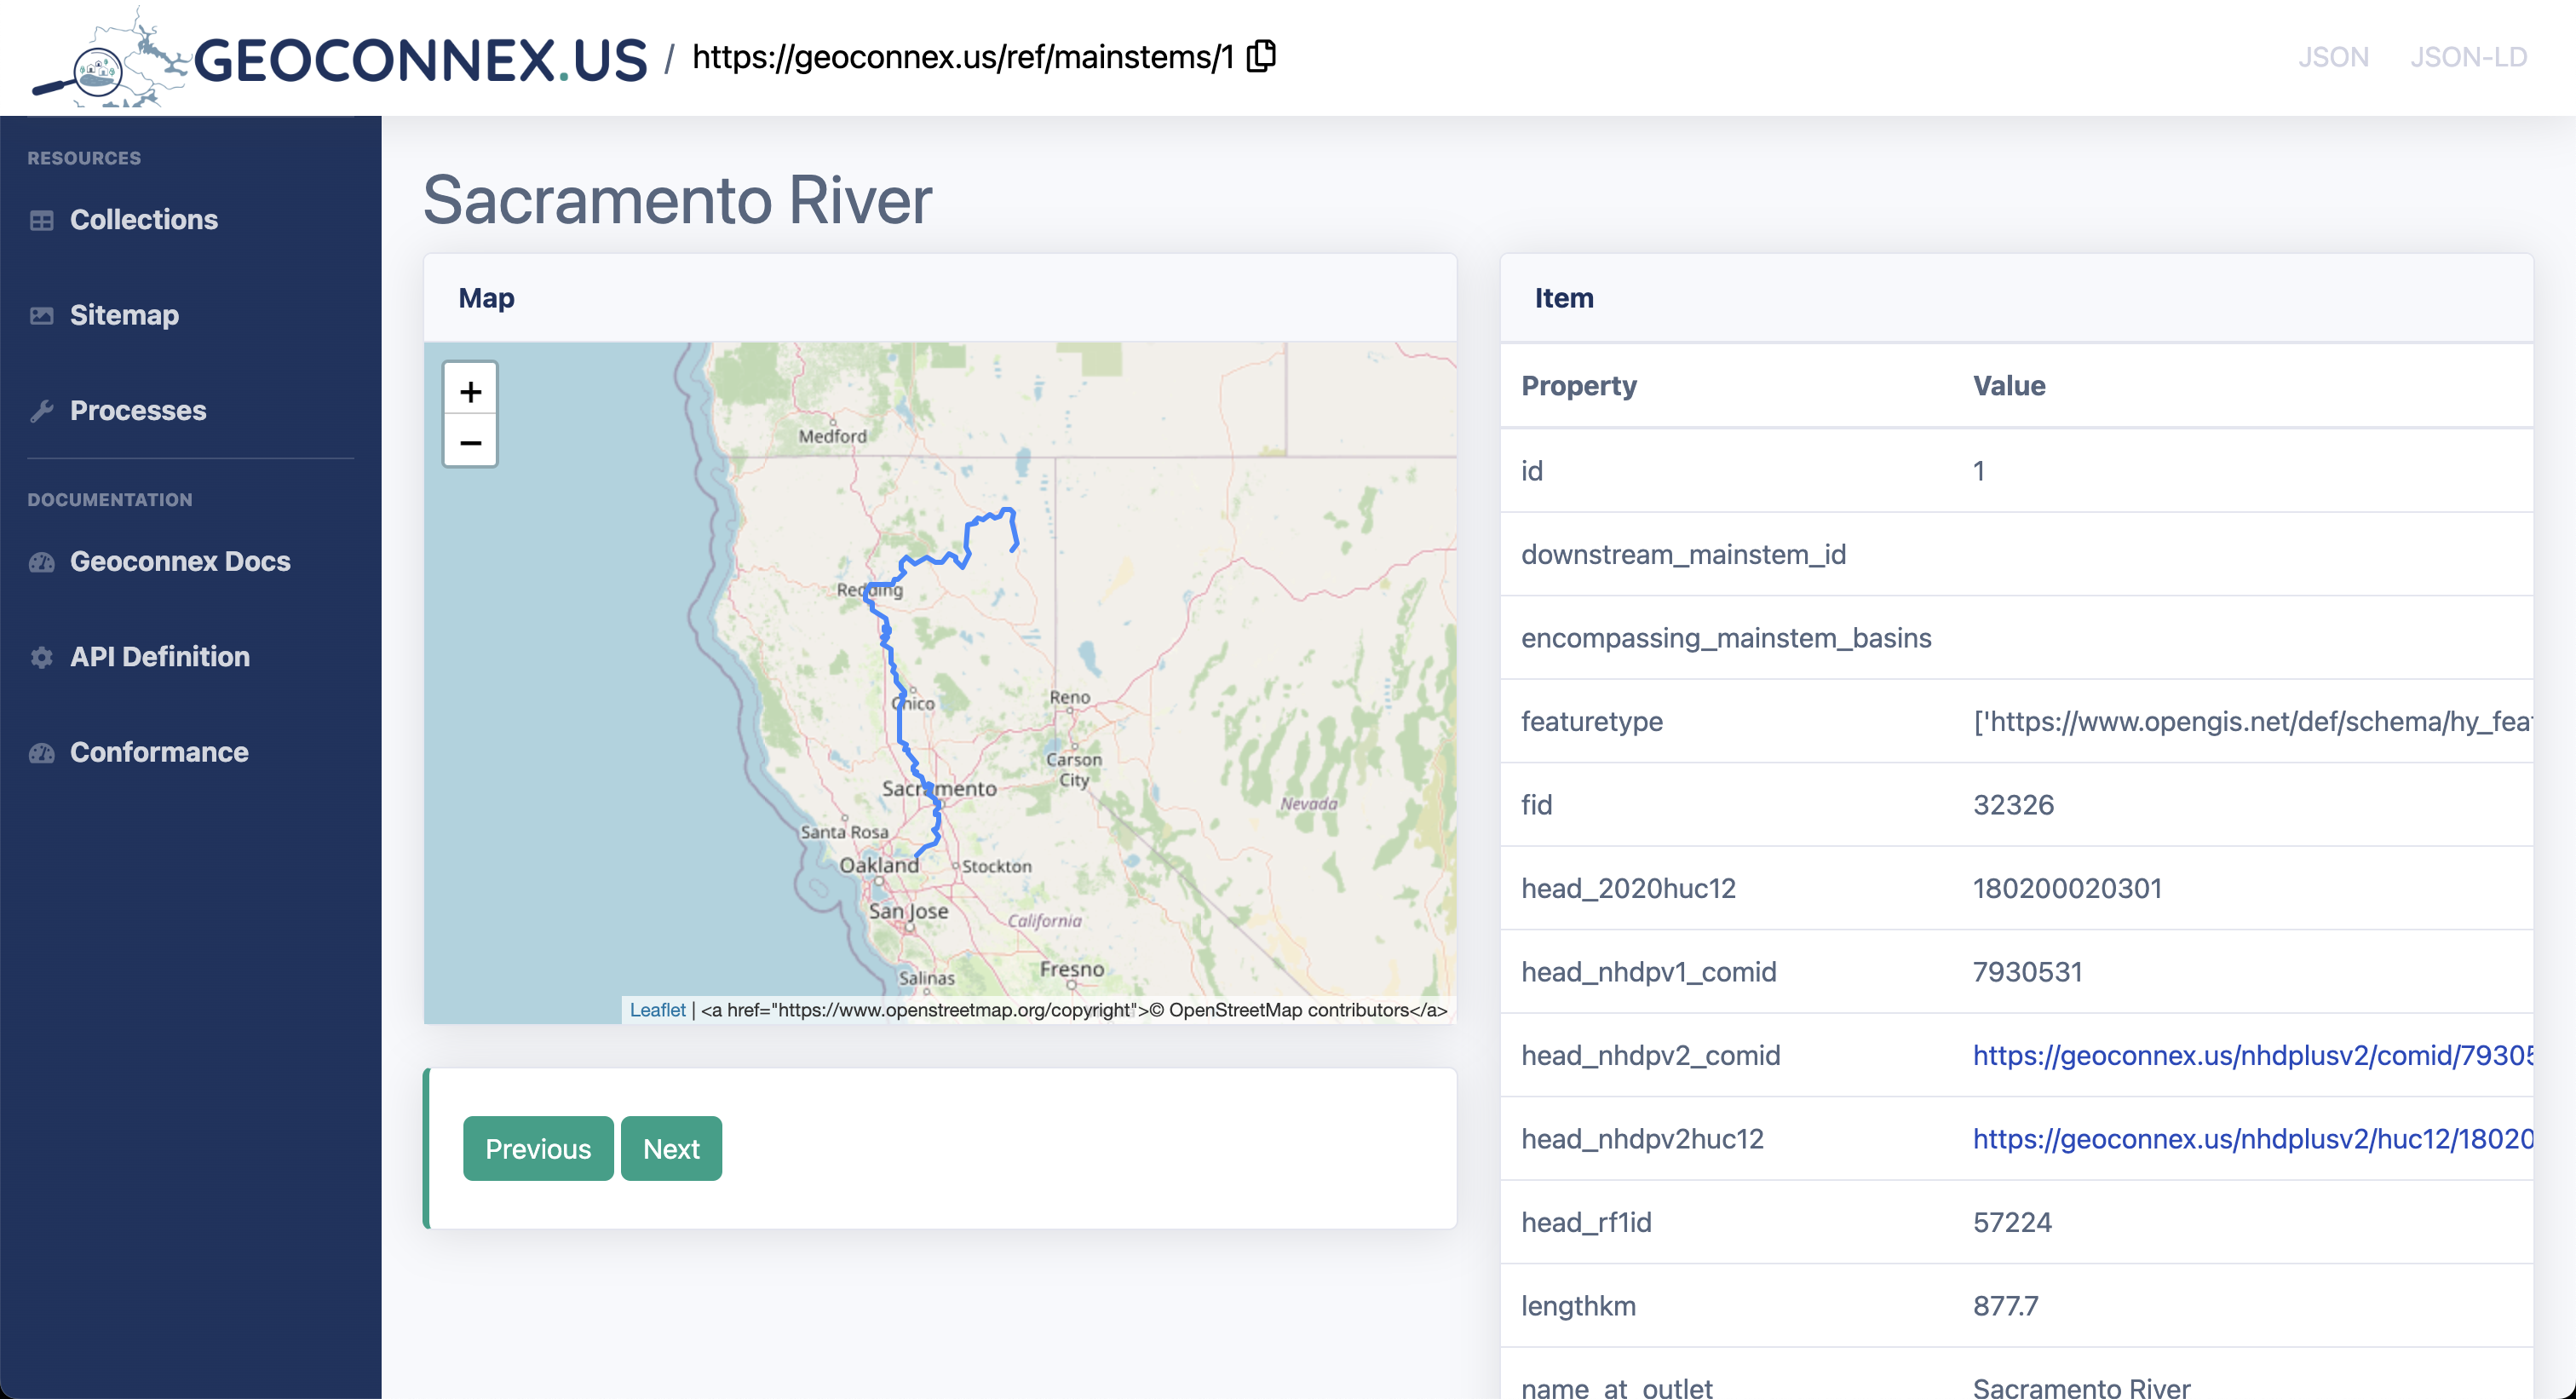 GEOCONNEX.US / https://geoconnex.us/ref/mainstems/1
JSON JSON-LD
RESOURCES
Collections
Sitemap
Processes
DOCUMENTATION
Geoconnex Docs
API Definition
Conformance
Sacramento River
Map
+
−
Medford
Redding
Chico
Reno
Carson
City
Sacramento
Nevada
Santa Rosa
Oakland
Stockton
San Jose
California
Fresno
Salinas
Leaflet | <a href="https://www.openstreetmap.org/copyright">© OpenStreetMap contributors</a>
Previous Next
Item
Property Value
id 1
downstream_mainstem_id
encompassing_mainstem_basins
featuretype ['https://www.opengis.net/def/schema/hy_fea
fid 32326
head_2020huc12 180200020301
head_nhdpv1_comid 7930531
head_nhdpv2_comid https://geoconnex.us/nhdplusv2/comid/7930
head_nhdpv2huc12 https://geoconnex.us/nhdplusv2/huc12/18020
head_rf1id 57224
lengthkm 877.7
name_at_outlet Sacramento River